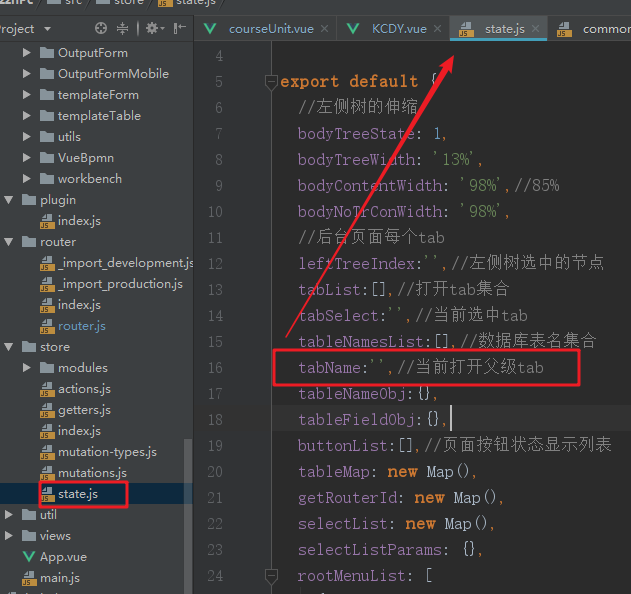 src
store
state.js
Project
courseUnit.vue
KCDY.vue
state.js
common
OutputForm
OutputFormMobile
templateForm
templateTable
utils
VueBpmn
workbench
plugin
index.js
router
_import_development.js
_import_production.js
index.js
router.js
store
modules
actions.js
getters.js
index.js
mutation-types.js
mutations.js
state.js
util
views
App.vue
main.js
4
5 export default {
6 //左侧树的伸缩
7 bodyTreeState: 1,
8 bodyTreeWidth: '13%',
9 bodyContentWidth: '98%',//85%
10 bodyNoTrConWidth: '98%',
11 //后台页面每个tab
12 leftTreeIndex:'',//左侧树选中的节点
13 tabList:[],//打开tab集合
14 tabSelect:'',//当前选中tab
15 tableNamesList:[],//数据库表名集合
16 tabName:'',//当前打开父级tab
17 tableNameObj:{},
18 tableFieldObj:{},
19 buttonList:[],//页面按钮状态显示列表
20 tableMap: new Map(),
21 getRouterId: new Map(),
22 selectList: new Map(),
23 selectListParams: {},
24 rootMenuList: [